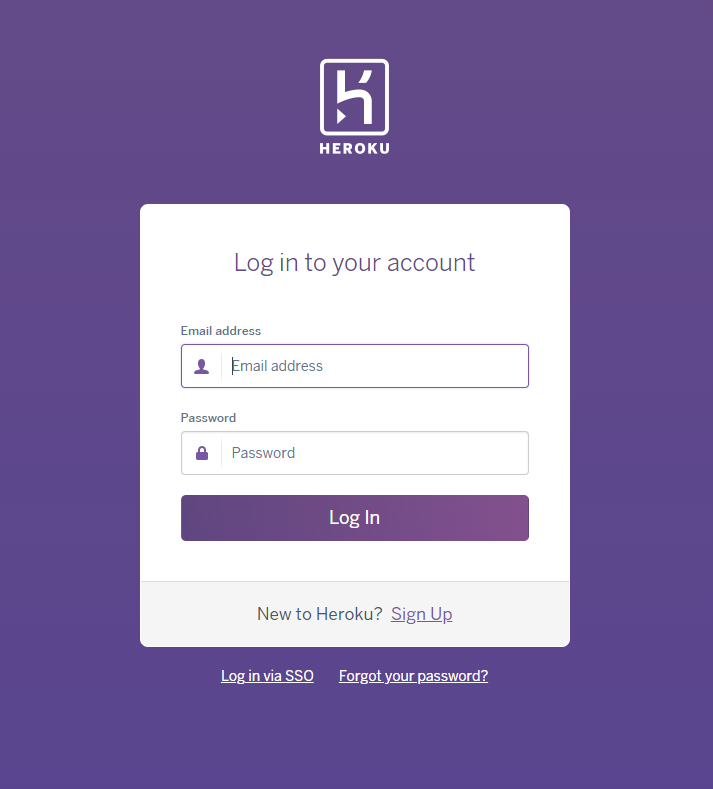 HEROKU
Log in to your account
Email address
Email address
Password
Password
Log In
New to Heroku? Sign Up
Log in via SSO Forgot your password?